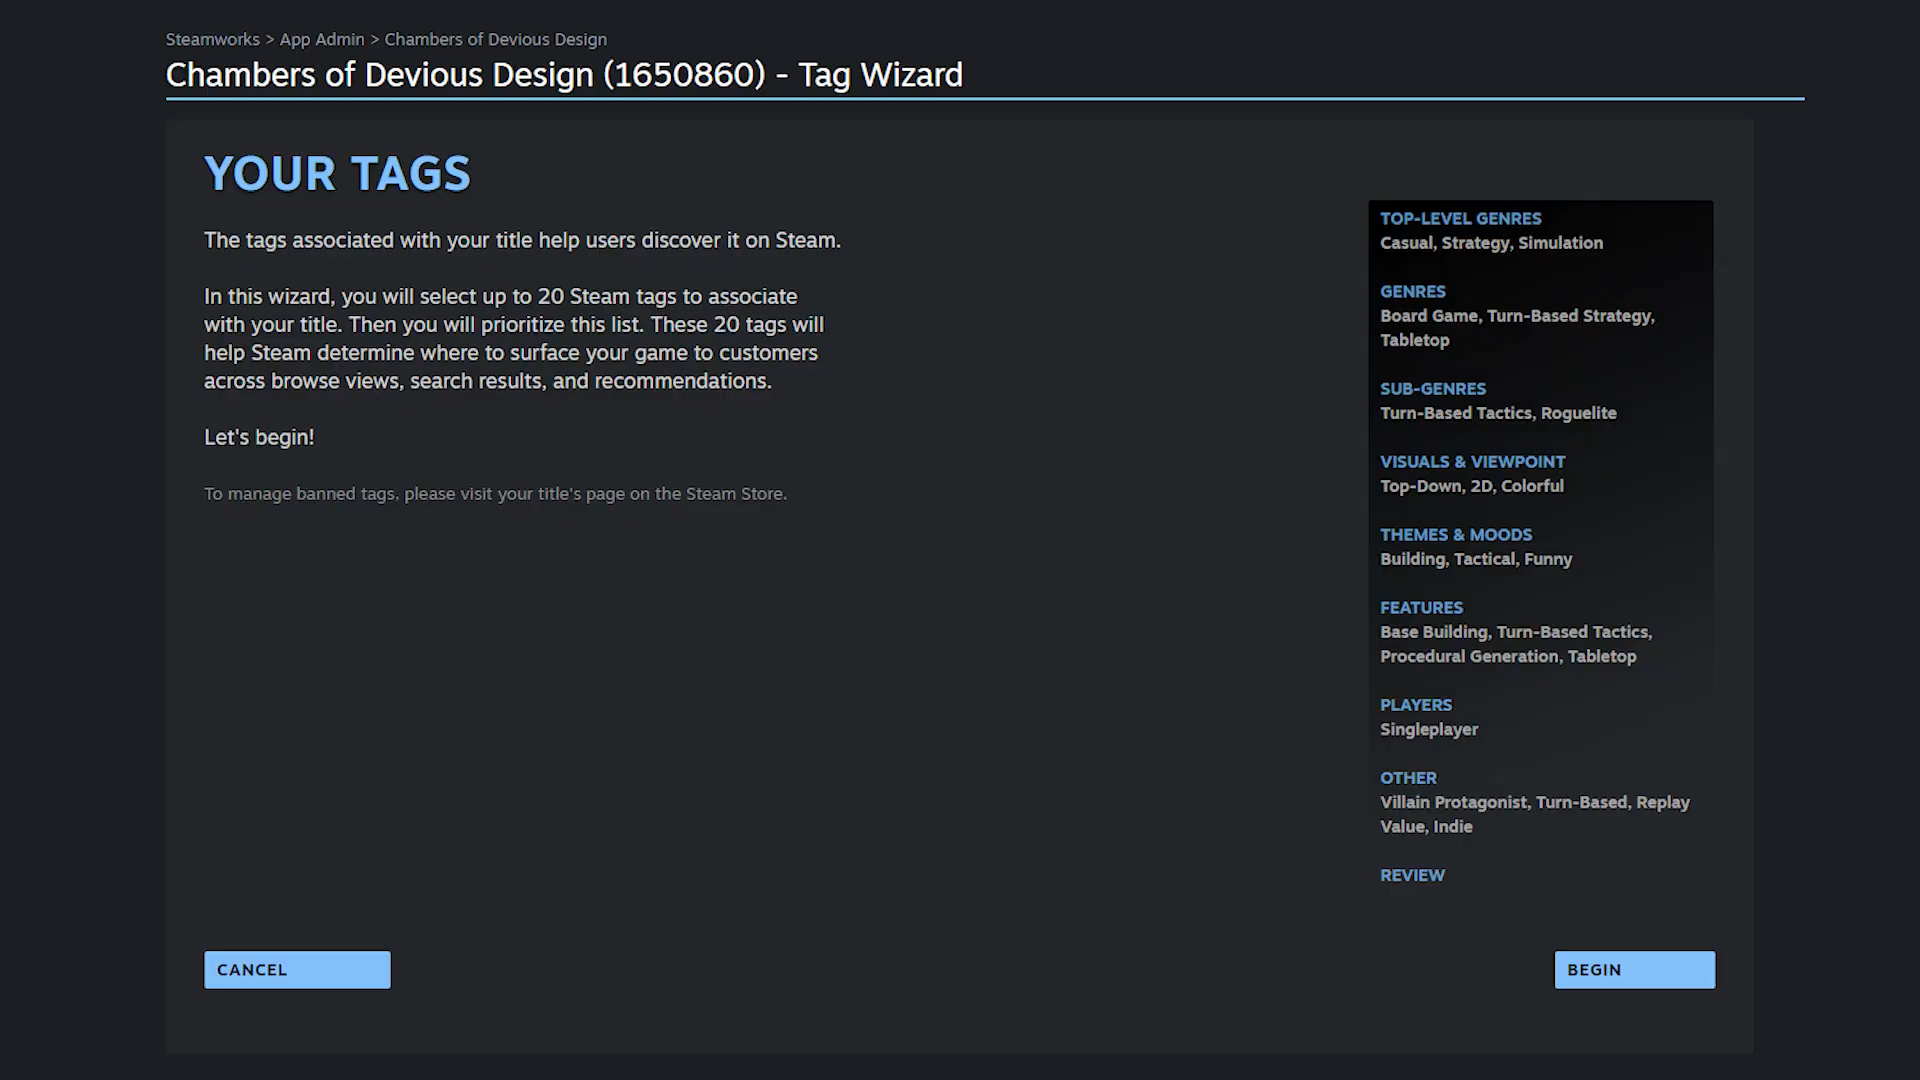 Steamworks > App Admin > Chambers of Devious Design
Chambers of Devious Design (1650860) - Tag Wizard
YOUR TAGS
The tags associated with your title help users discover it on Steam.
In this wizard, you will select up to 20 Steam tags to associate
with your title. Then you will prioritize this list. These 20 tags will
help Steam determine where to surface your game to customers
across browse views, search results, and recommendations.
Let's begin!
To manage banned tags, please visit your title's page on the Steam Store.
TOP-LEVEL GENRES
Casual, Strategy, Simulation
GENRES
Board Game, Turn-Based Strategy,
Tabletop
SUB-GENRES
Turn-Based Tactics, Roguelite
VISUALS & VIEWPOINT
Top-Down, 2D, Colorful
THEMES & MOODS
Building, Tactical, Funny
FEATURES
Base Building, Turn-Based Tactics,
Procedural Generation, Tabletop
PLAYERS
Singleplayer
OTHER
Villain Protagonist, Turn-Based, Replay
Value, Indie
REVIEW
CANCEL
BEGIN